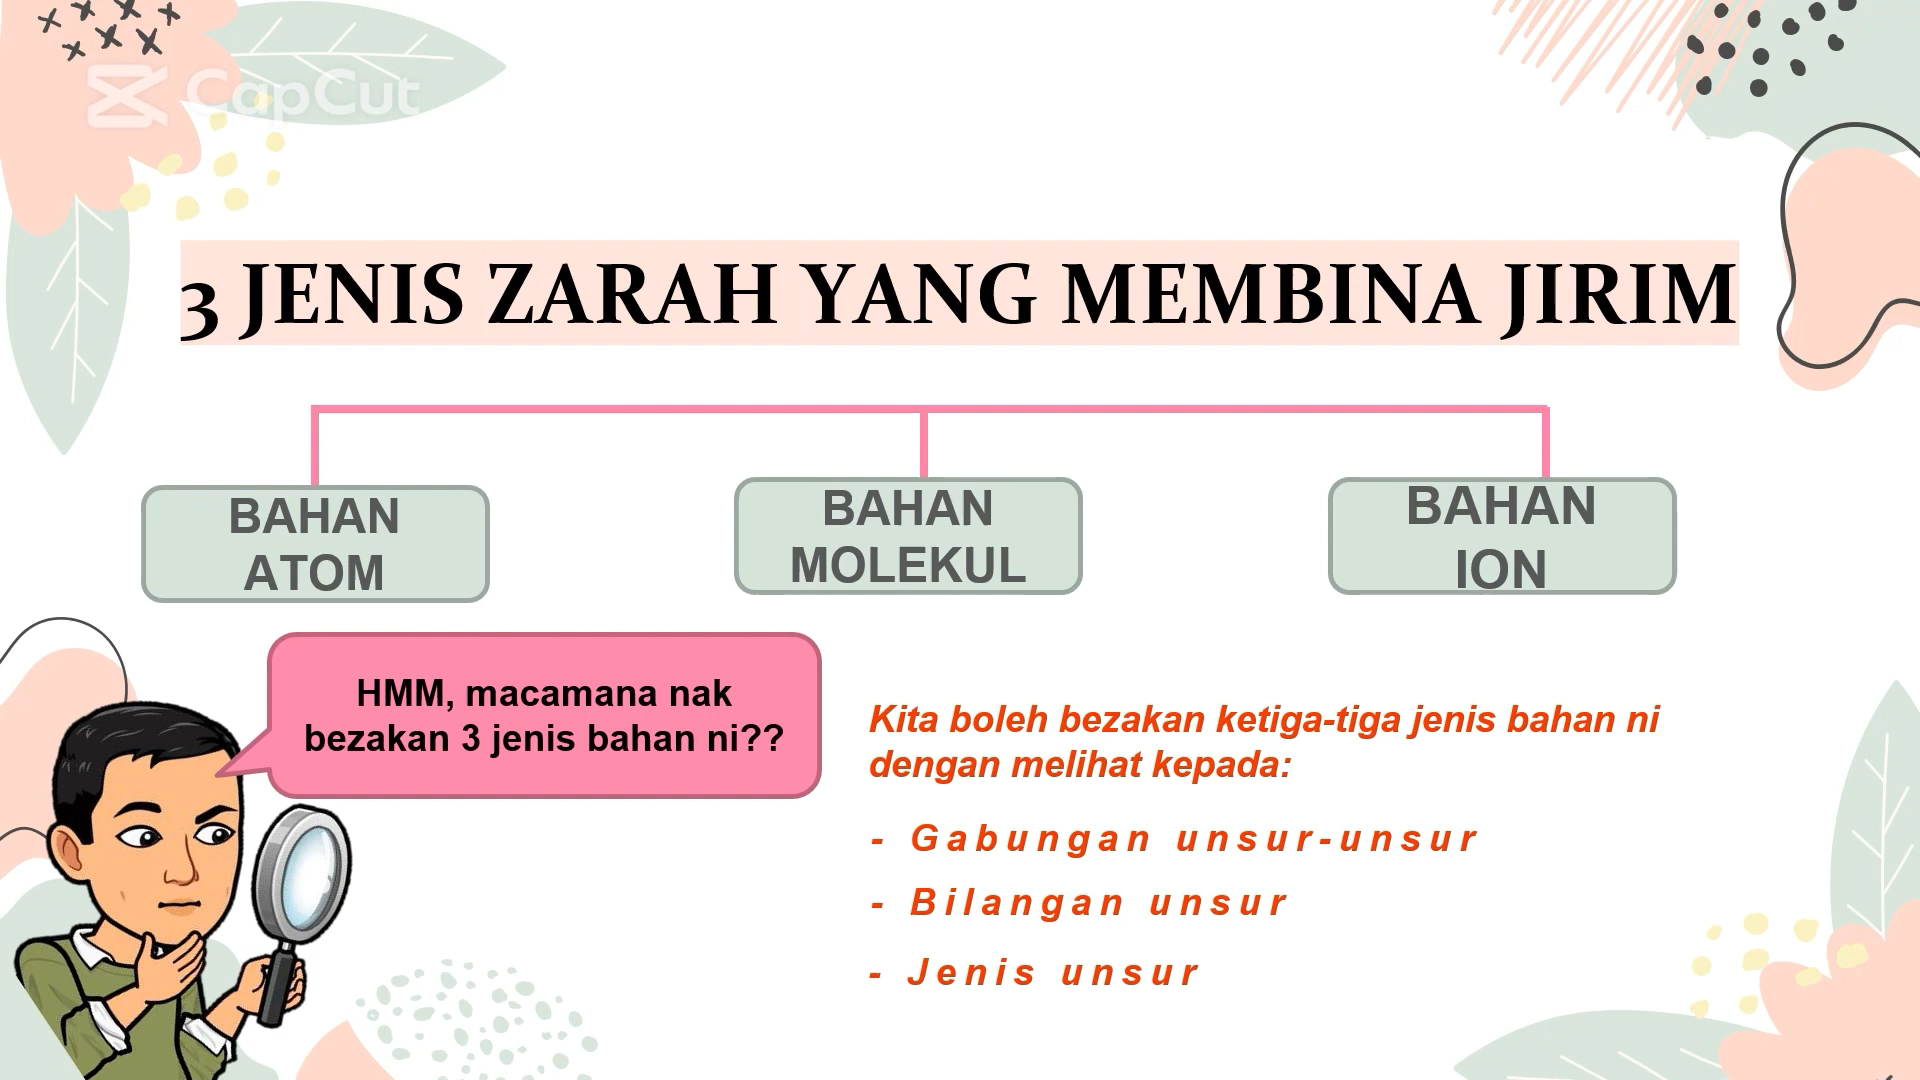 CapCut
3 JENIS ZARAH YANG MEMBINA JIRIM
BAHAN
ATOM
BAHAN
MOLEKUL
BAHAN
ION
HMM, macamana nak
bezakan 3 jenis bahan ni??
Kita boleh bezakan ketiga-tiga jenis bahan ni
dengan melihat kepada:
- Gabungan unsur-unsur
- Bilangan unsur
- Jenis unsur